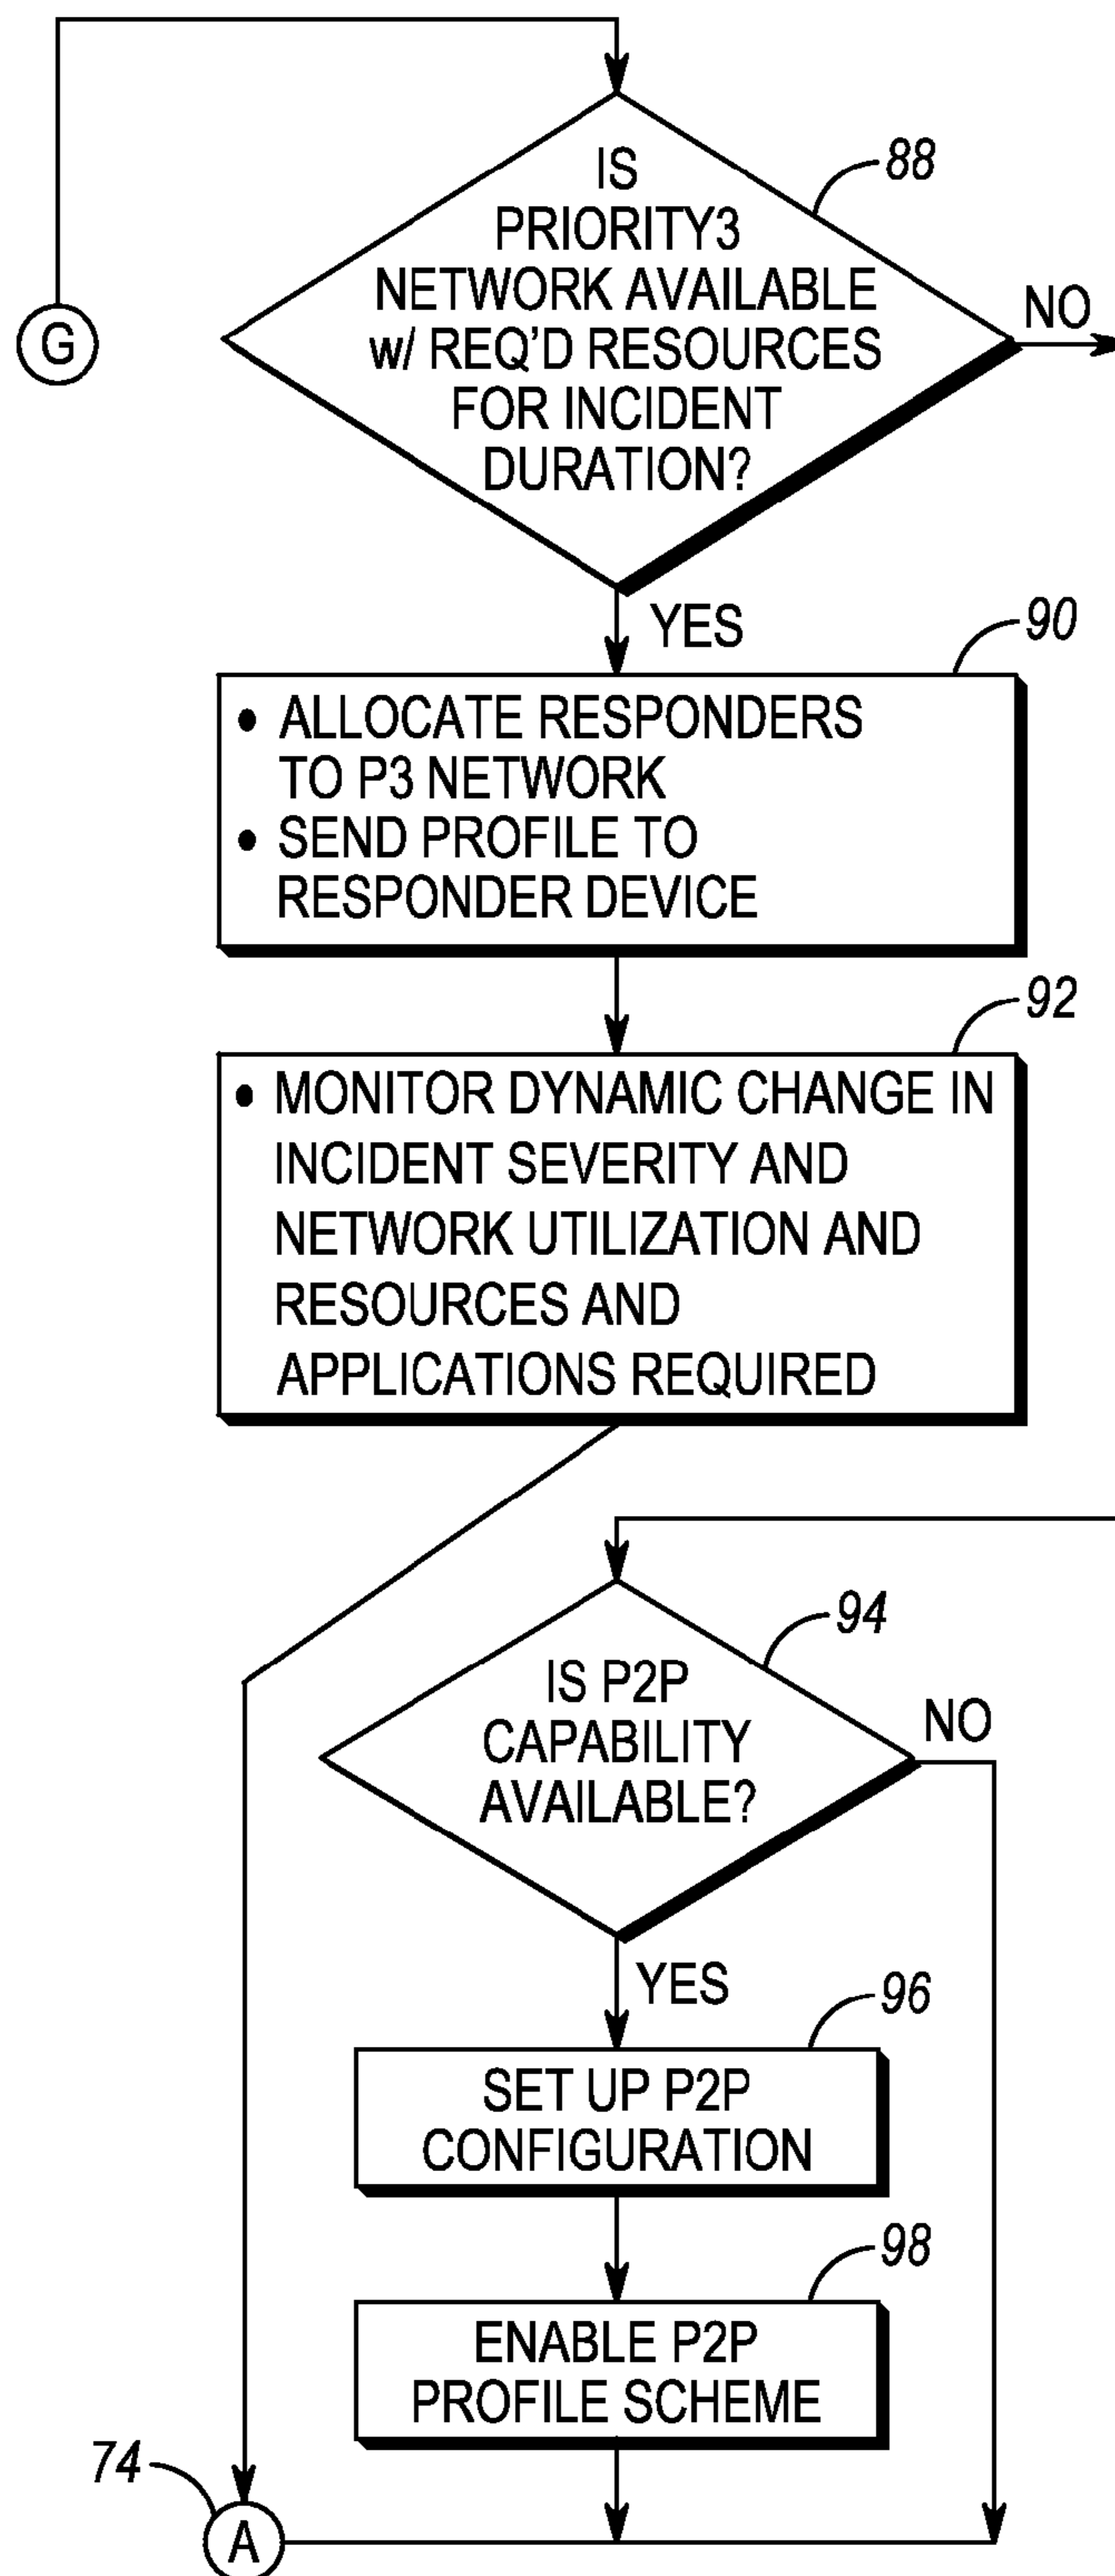 88
IS
PRIORITY3
NETWORK AVAILABLE
w/ REQ'D RESOURCES
FOR INCIDENT
DURATION?
NO
G
YES
90
• ALLOCATE RESPONDERS
TO P3 NETWORK
• SEND PROFILE TO
RESPONDER DEVICE
92
• MONITOR DYNAMIC CHANGE IN
INCIDENT SEVERITY AND
NETWORK UTILIZATION AND
RESOURCES AND
APPLICATIONS REQUIRED
94
IS P2P
CAPABILITY
AVAILABLE?
NO
YES
96
SET UP P2P
CONFIGURATION
98
ENABLE P2P
PROFILE SCHEME
74
A